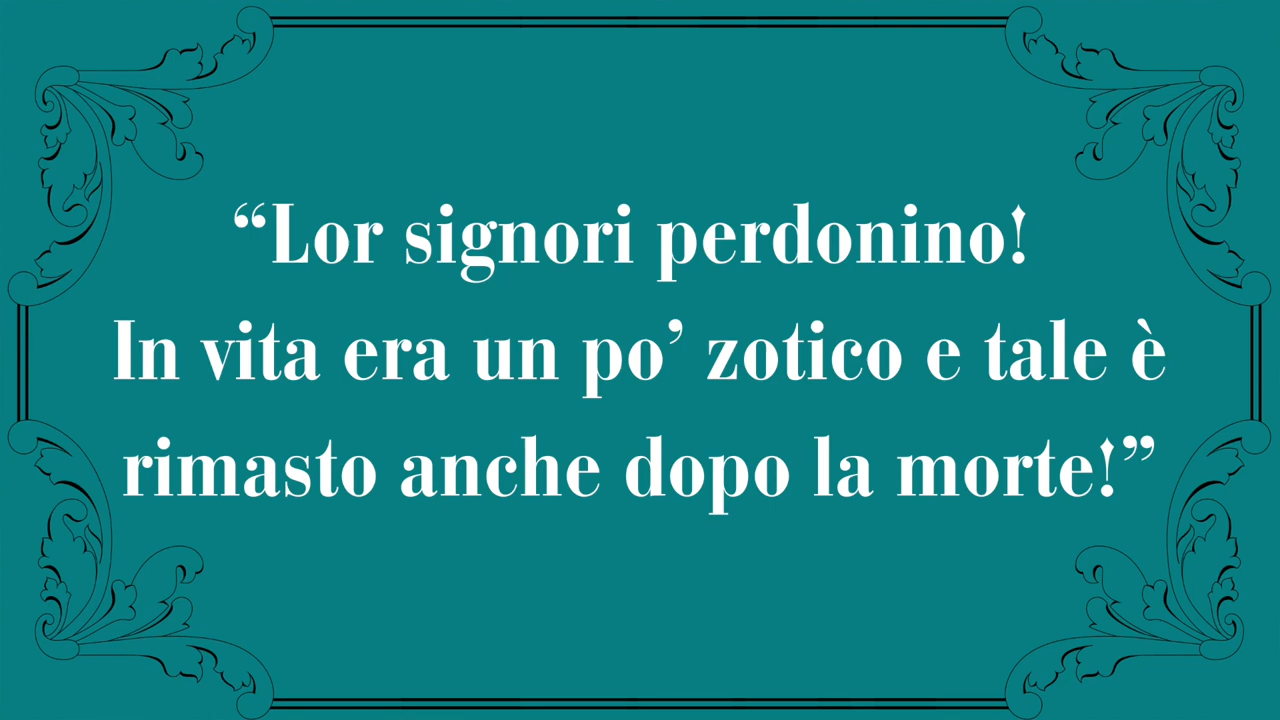 “Lor signori perdonino!
In vita era un po’ zotico e tale è
rimasto anche dopo la morte!”